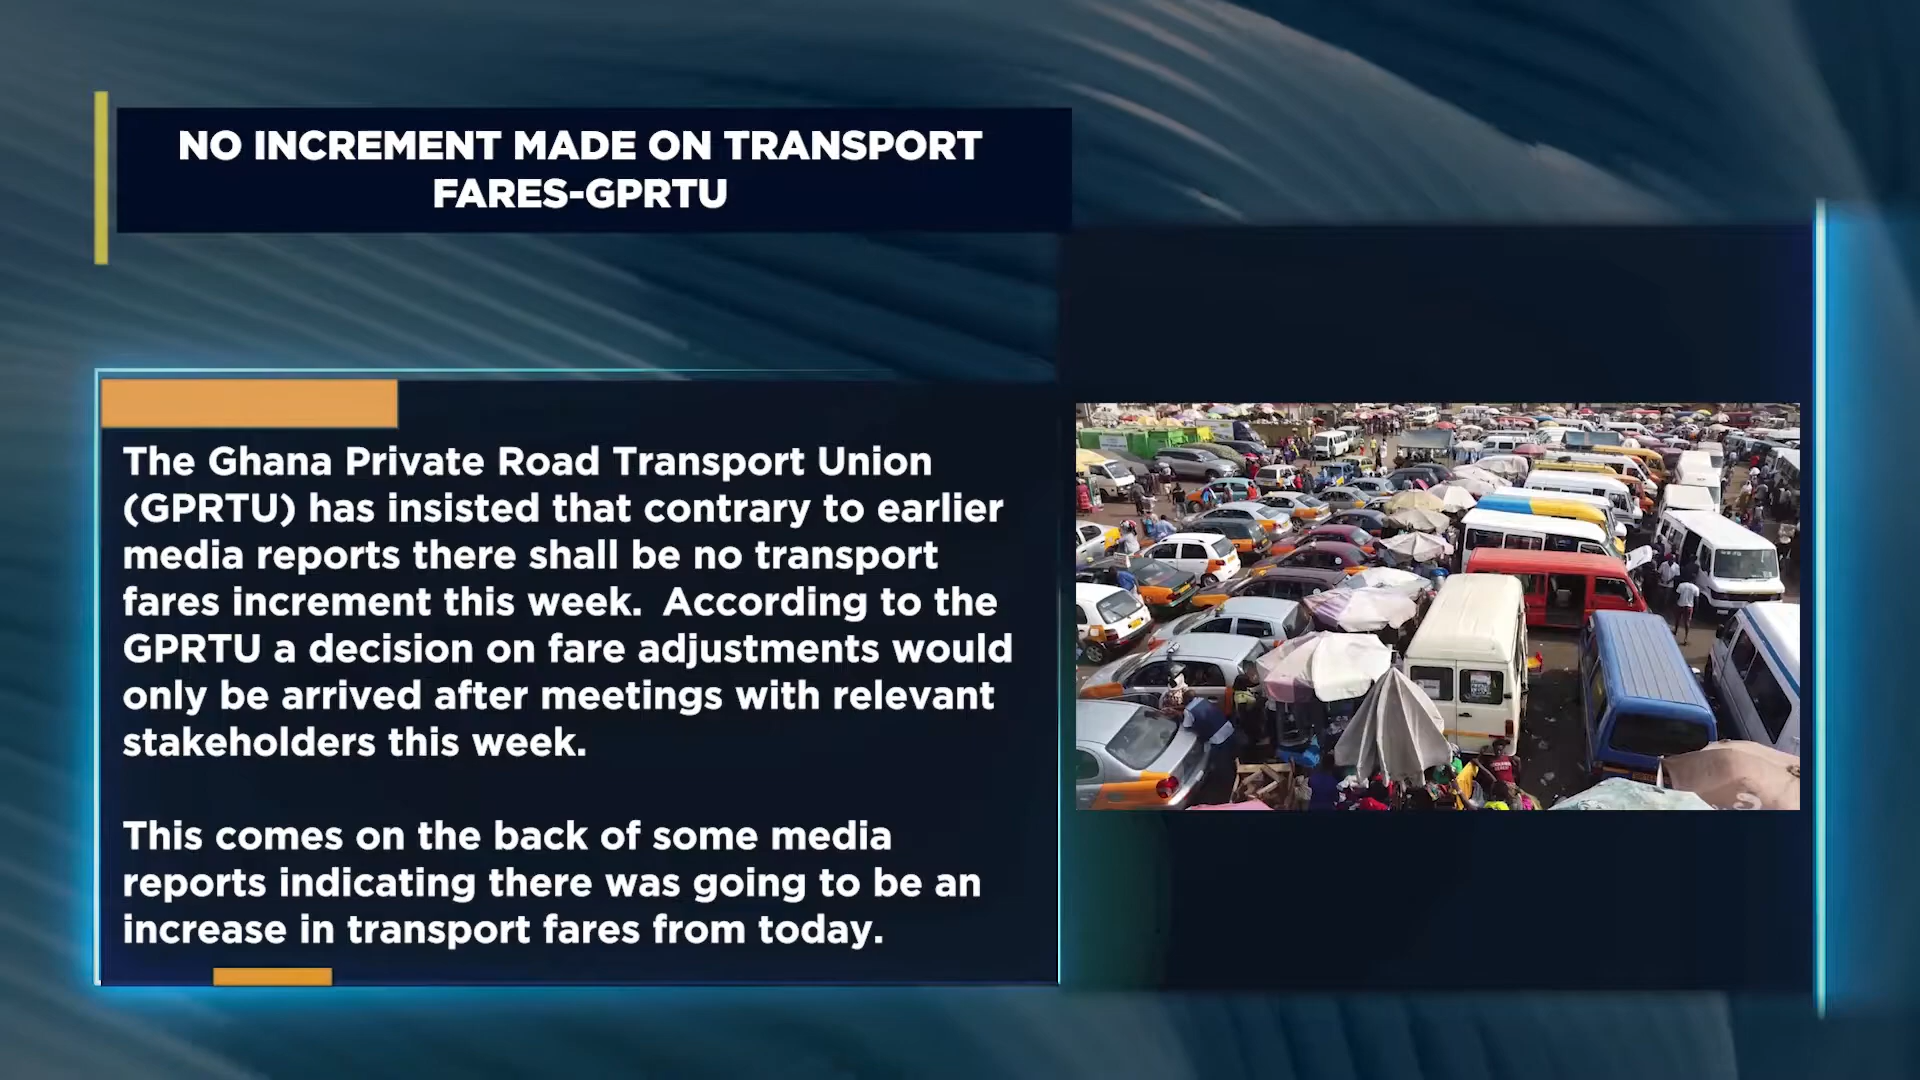 NO INCREMENT MADE ON TRANSPORT
FARES-GPRTU
The Ghana Private Road Transport Union
(GPRTU) has insisted that contrary to earlier
media reports there shall be no transport
fares increment this week.  According to the
GPRTU a decision on fare adjustments would
only be arrived after meetings with relevant
stakeholders this week.
This comes on the back of some media
reports indicating there was going to be an
increase in transport fares from today.